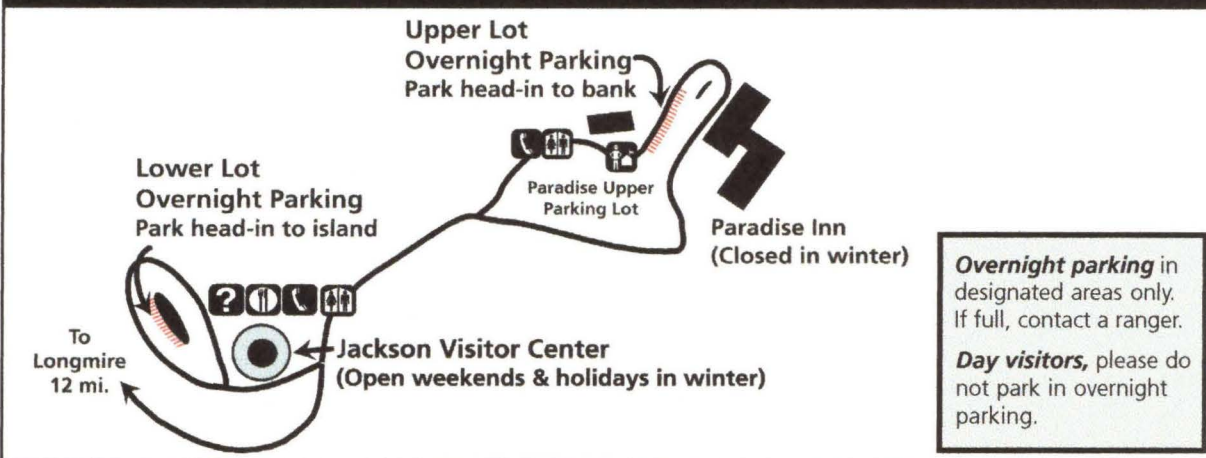 Upper Lot
Overnight Parking
Park head-in to bank
Lower Lot
Overnight Parking
Park head-in to island
Paradise Upper
Parking Lot
Paradise Inn
(Closed in winter)
?
To
Longmire
12 mi.
Jackson Visitor Center
(Open weekends & holidays in winter)
Overnight parking in
designated areas only.
If full, contact a ranger.
Day visitors, please do
not park in overnight
parking.